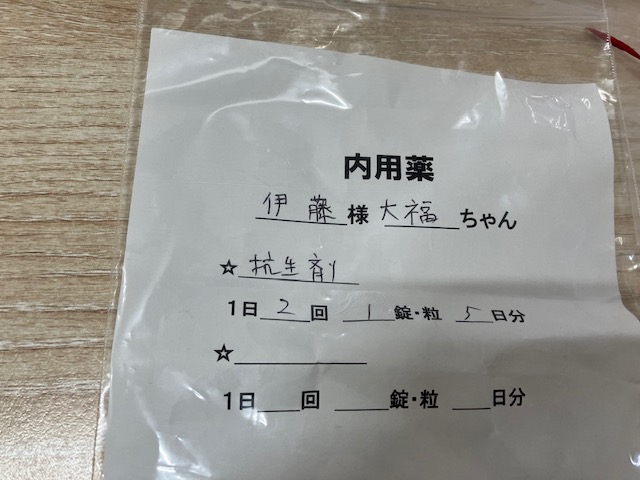 内用薬
伊藤様 大福ちゃん
☆抗生剤
1日2回 1錠・粒 5日分
☆
1日 回 錠・粒 日分